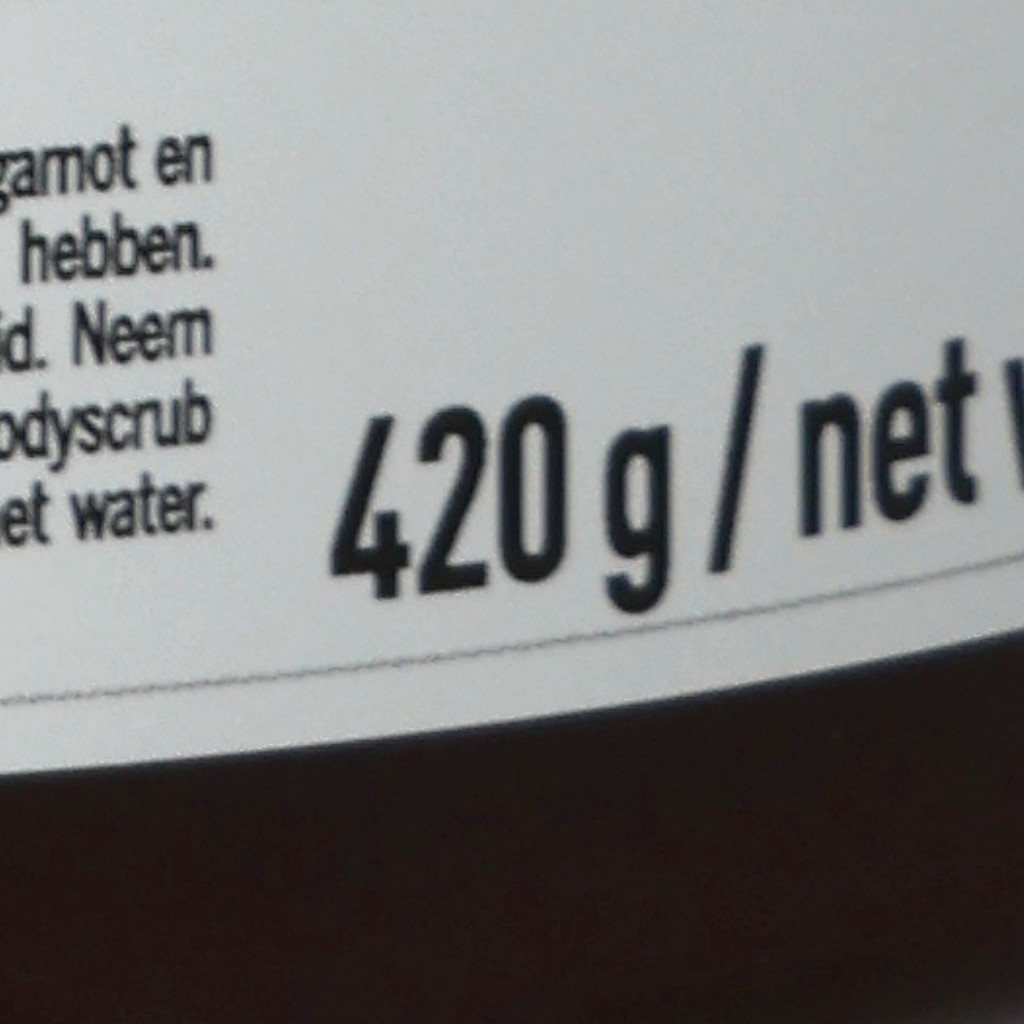 gamot en
hebben.
id. Neem
odyscrub
et water.
420 g / net